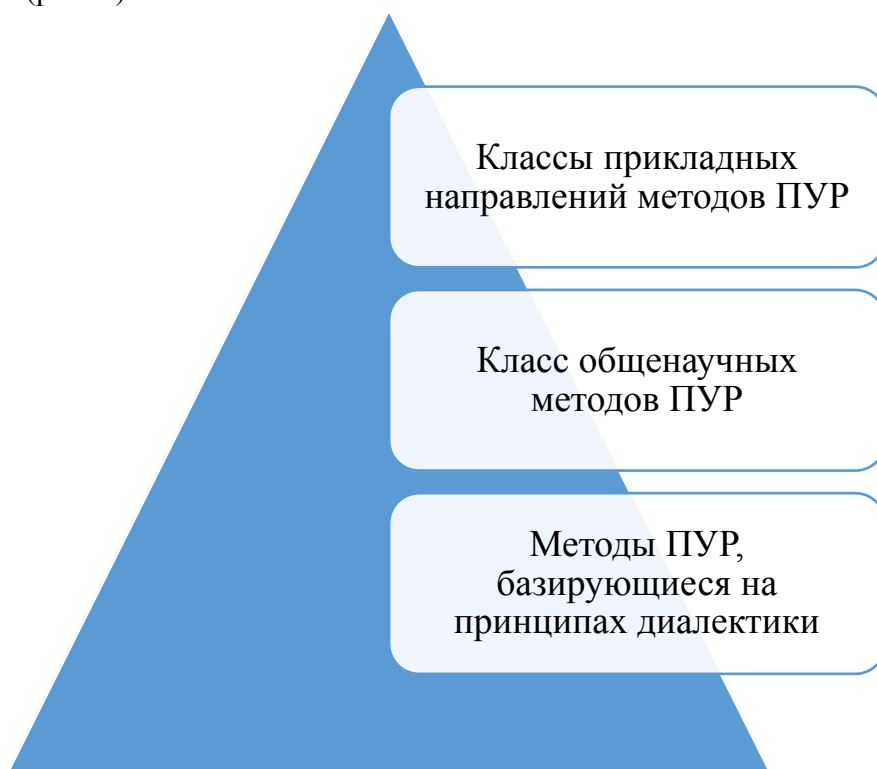 Классы прикладных
направлений методов ПУР
Класс общенаучных
методов ПУР
Методы ПУР,
базирующиеся на
принципах диалектики